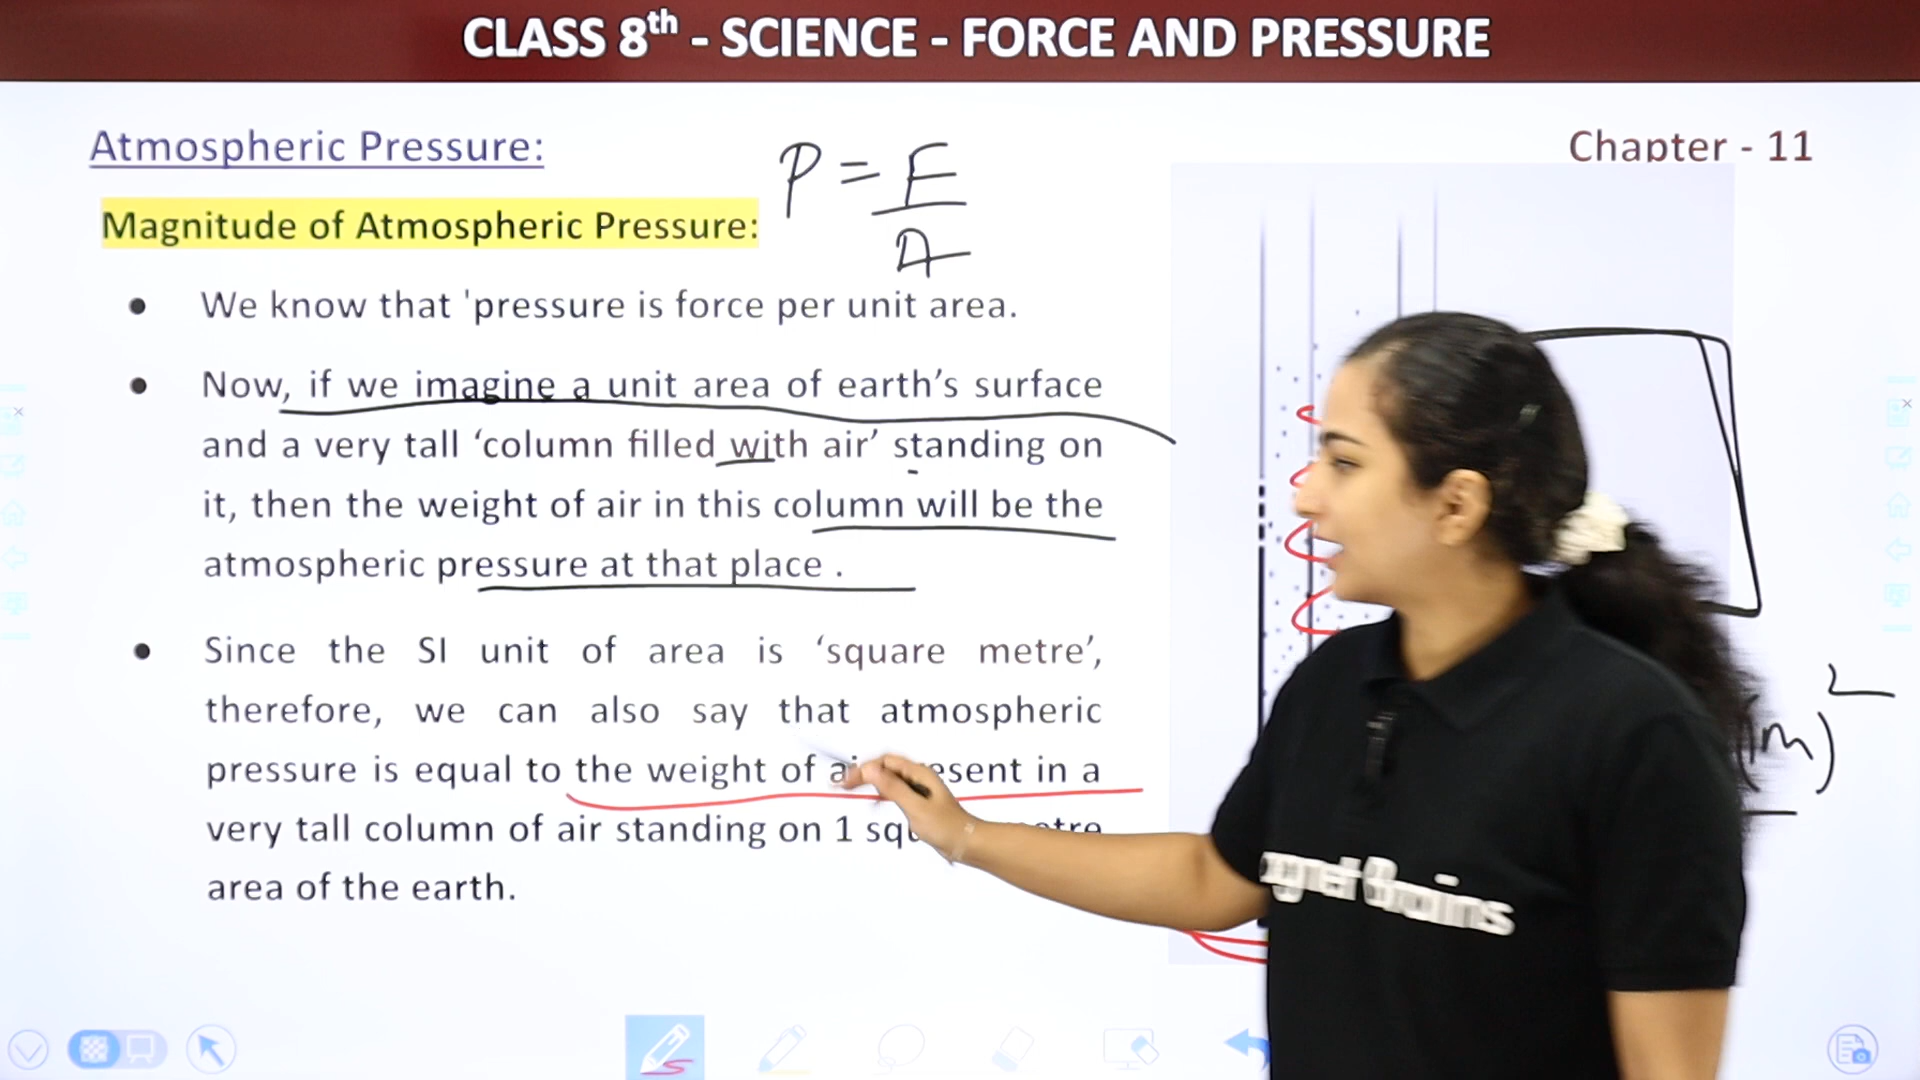 CLASS 8th - SCIENCE - FORCE AND PRESSURE
Atmospheric Pressure:
Chapter - 11
P = F
A
Magnitude of Atmospheric Pressure:
• We know that 'pressure is force per unit area.
• Now, if we imagine a unit area of earth's surface
and a very tall 'column filled with air' standing on
it, then the weight of air in this column will be the
atmospheric pressure at that place .
• Since the SI unit of area is 'square metre',
therefore, we can also say that atmospheric
pressure is equal to the weight of in a
very tall column of air standing on 1
area of the earth.
(m)2
Brains